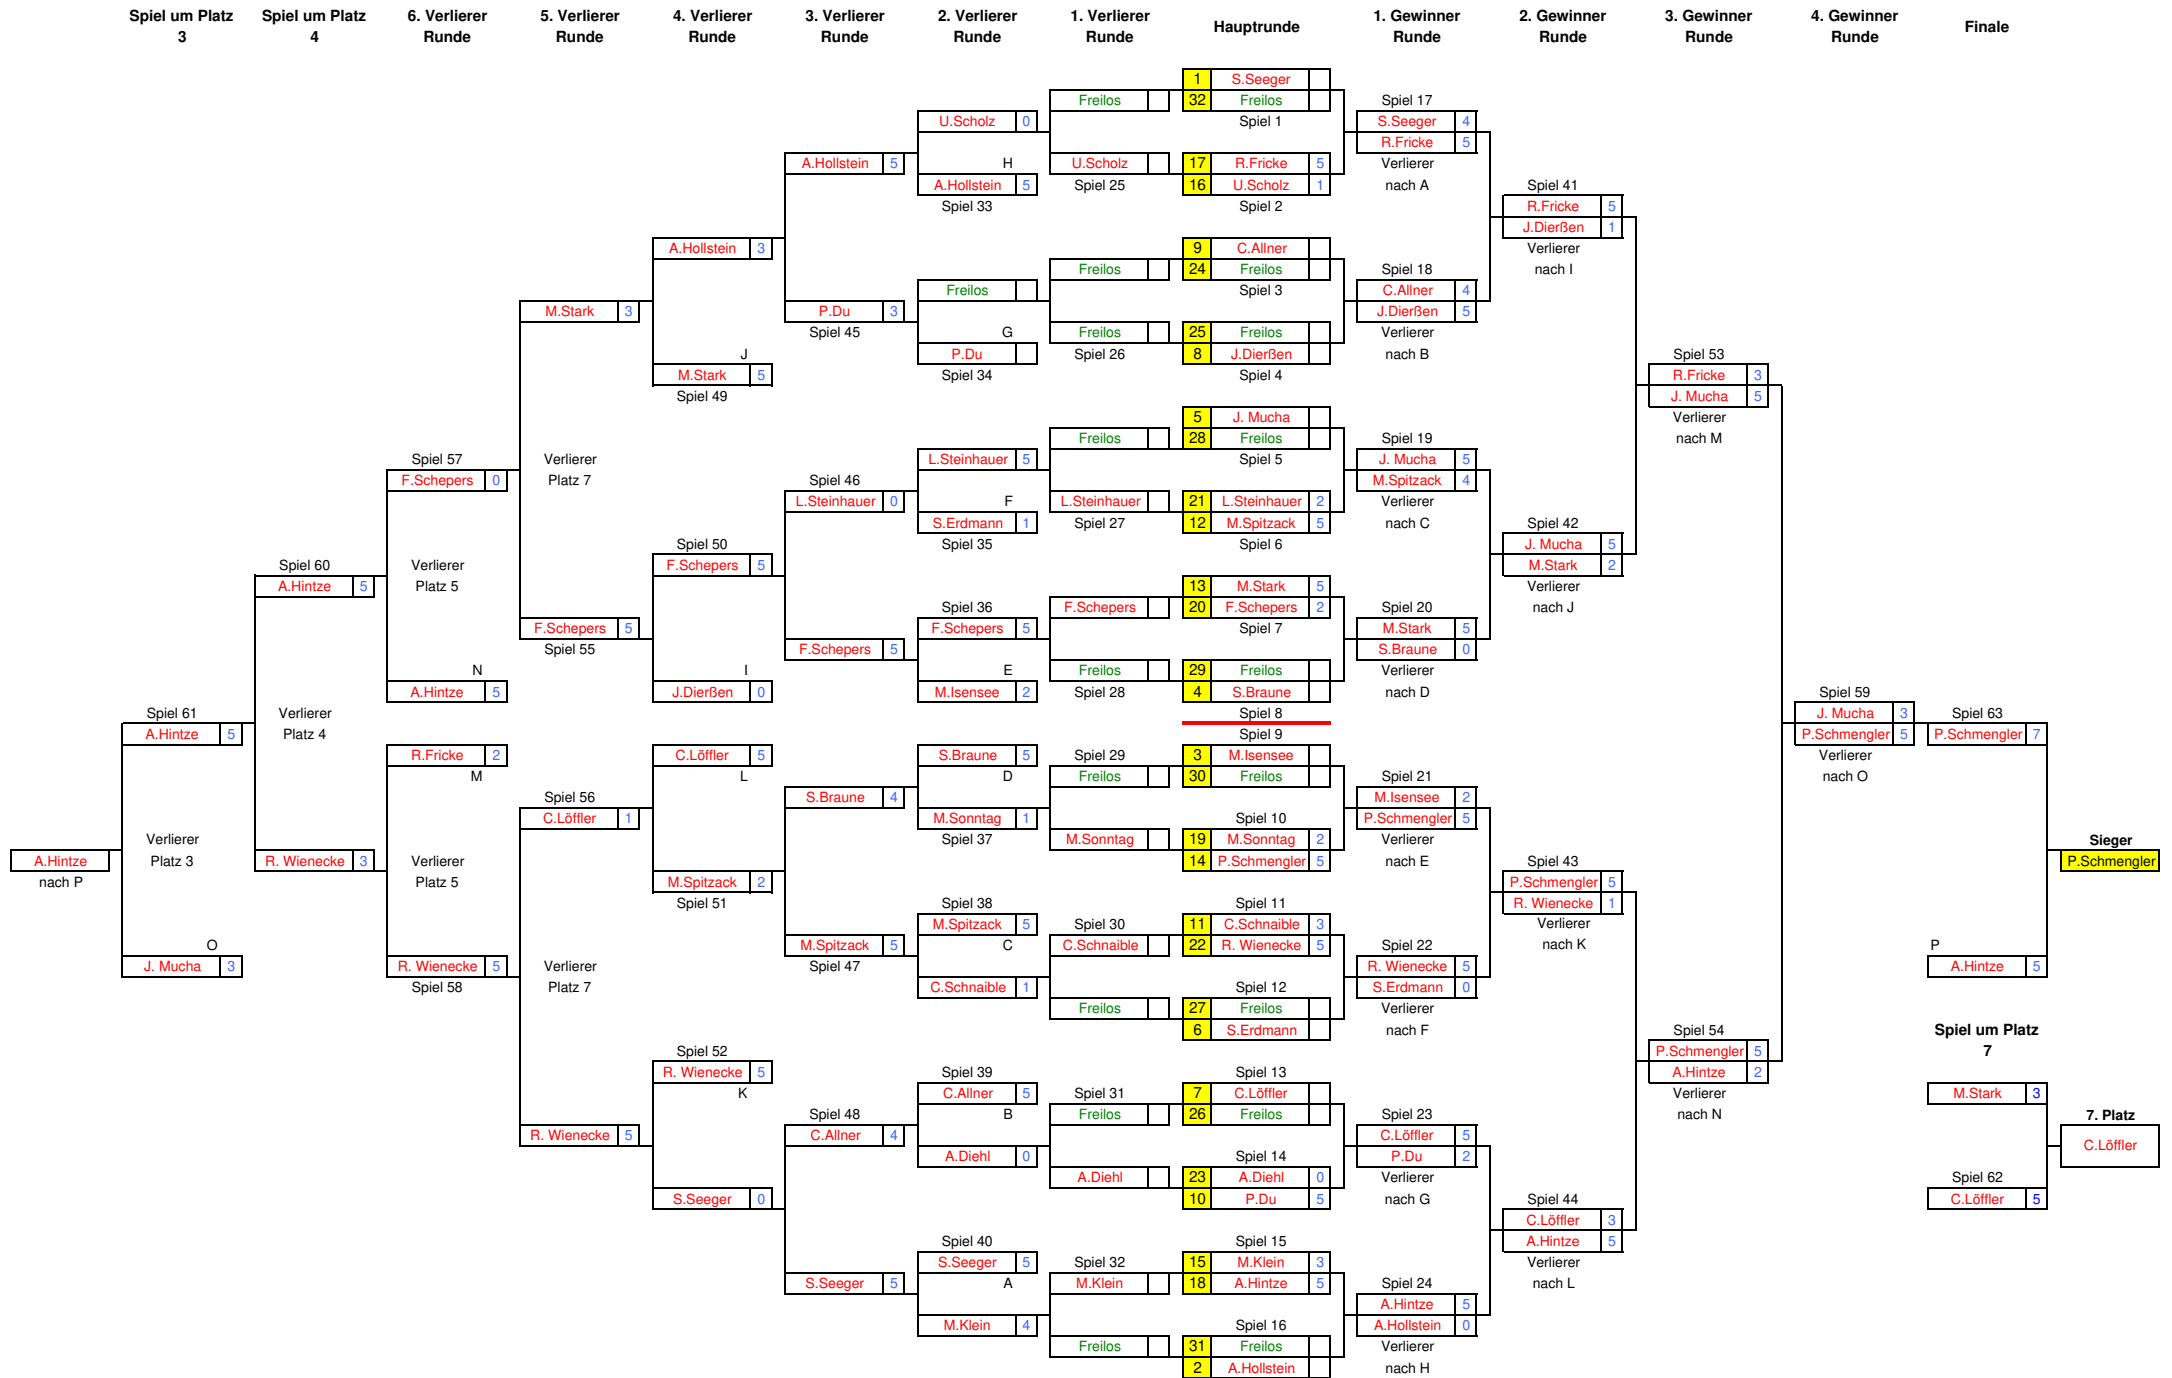 Spiel um Platz 3
Spiel um Platz 4
6. Verlierer Runde
5. Verlierer Runde
4. Verlierer Runde
3. Verlierer Runde
2. Verlierer Runde
1. Verlierer Runde
Hauptrunde
1. Gewinner Runde
2. Gewinner Runde
3. Gewinner Runde
4. Gewinner Runde
Finale
1 S.Seeger
Freilos 32 Freilos Spiel 17
U.Scholz 0 Spiel 1 S.Seeger 4
R.Fricke 5
A.Hollstein 5 H U.Scholz 17 R.Fricke 5 Verlierer
A.Hollstein 5 Spiel 25 16 U.Scholz 1 nach A Spiel 41
Spiel 33 Spiel 2 R.Fricke 5
J.Dierßen 1
A.Hollstein 3 9 C.Allner Verlierer
Freilos 24 Freilos Spiel 18 nach I
Freilos Spiel 3 C.Allner 4
M.Stark 3 P.Du 3 J.Dierßen 5
Spiel 45 G Freilos 25 Freilos Verlierer
J P.Du Spiel 26 8 J.Dierßen nach B Spiel 53
M.Stark 5 Spiel 34 Spiel 4 R.Fricke 3
Spiel 49 J. Mucha 5
5 J. Mucha Verlierer
Freilos 28 Freilos Spiel 19 nach M
Spiel 57 Verlierer L.Steinhauer 5 Spiel 5 J. Mucha 5
F.Schepers 0 Platz 7 Spiel 46 M.Spitzack 4
L.Steinhauer 0 F L.Steinhauer 21 L.Steinhauer 2 Verlierer
S.Erdmann 1 Spiel 27 12 M.Spitzack 5 nach C Spiel 42
Spiel 50 Spiel 35 Spiel 6 J. Mucha 5
Spiel 60 Verlierer F.Schepers 5 M.Stark 2
A.Hintze 5 Platz 5 13 M.Stark 5 Verlierer
Spiel 36 F.Schepers 20 F.Schepers 2 Spiel 20 nach J
F.Schepers 5 F.Schepers 5 Spiel 7 M.Stark 5
Spiel 55 F.Schepers 5 S.Braune 0
N I E Freilos 29 Freilos Verlierer
A.Hintze 5 J.Dierßen 0 M.Isensee 2 Spiel 28 4 S.Braune nach D Spiel 59
Spiel 61 Verlierer Spiel 8 J. Mucha 3 Spiel 63
A.Hintze 5 Platz 4 Spiel 9 P.Schmengler 5 P.Schmengler 7
R.Fricke 2 C.Löffler 5 S.Braune 5 Spiel 29 3 M.Isensee Verlierer
M L D Freilos 30 Freilos Spiel 21 nach O
Spiel 56 S.Braune 4 M.Isensee 2
C.Löffler 1 M.Sonntag 1 Spiel 10 P.Schmengler 5
Verlierer Spiel 37 M.Sonntag 19 M.Sonntag 2 Verlierer Sieger
A.Hintze Platz 3 R. Wienecke 3 Verlierer 14 P.Schmengler 5 nach E Spiel 43 P.Schmengler
nach P Platz 5 M.Spitzack 2 P.Schmengler 5
Spiel 51 Spiel 38 Spiel 11 R. Wienecke 1
M.Spitzack 5 Spiel 30 11 C.Schnaible 3 Verlierer
O M.Spitzack 5 C C.Schnaible 22 R. Wienecke 5 Spiel 22 nach K P
J. Mucha 3 R. Wienecke 5 Verlierer Spiel 47 R. Wienecke 5 A.Hintze 5
Spiel 58 Platz 7 C.Schnaible 1 Spiel 12 S.Erdmann 0
Freilos 27 Freilos Verlierer
6 S.Erdmann nach F Spiel 54 Spiel um Platz
Spiel 52 P.Schmengler 5 7
R. Wienecke 5 Spiel 39 Spiel 13 A.Hintze 2
K C.Allner 5 Spiel 31 7 C.Löffler Verlierer M.Stark 3
Spiel 48 B Freilos 26 Freilos Spiel 23 nach N 7. Platz
R. Wienecke 5 C.Allner 4 C.Löffler 5 C.Löffler
A.Diehl 0 Spiel 14 P.Du 2
A.Diehl 23 A.Diehl 0 Verlierer Spiel 62
S.Seeger 0 10 P.Du 5 nach G Spiel 44 C.Löffler 5
C.Löffler 3
Spiel 40 Spiel 15 A.Hintze 5
S.Seeger 5 Spiel 32 15 M.Klein 3 Verlierer
S.Seeger 5 A M.Klein 18 A.Hintze 5 Spiel 24 nach L
A.Hintze 5
M.Klein 4 Spiel 16 A.Hollstein 0
Freilos 31 Freilos Verlierer
2 A.Hollstein nach H